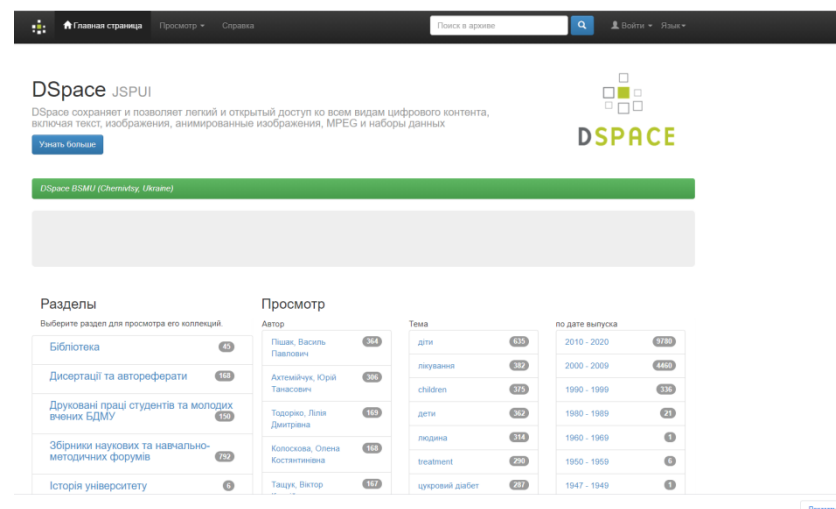 Главная страница Просмотр Справка Поиск в архиве Войти Язык
DSpace JSPUI
DSpace сохраняет и позволяет легкий и открытый доступ ко всем видам цифрового контента,
включая текст, изображения, анимированные изображения, MPEG и наборы данных
Узнать больше
DSPACE
DSpace BSMU (Chernivtsy, Ukraine)
Разделы
Выберите раздел для просмотра его коллекций.
Бібліотека 45
Дисертації та автореферати 168
Друковані праці студентів та молодих
вчених БДМУ 150
Збірники наукових та навчально-
методичних форумів 792
Історія університету 6
Просмотр
Автор
Пішак, Василь 364
Павлович
Ахтемійчук, Юрій 306
Танасович
Тодоріко, Лілія 169
Дмитрівна
Колоскова, Олена 168
Костянтинівна
Тащук, Віктор 167
Тема
діти 635
лікування 382
children 375
дети 362
людина 314
treatment 290
цукровий діабет 287
по дате выпуска
2010 - 2020 9780
2000 - 2009 4460
1990 - 1999 336
1980 - 1989 21
1960 - 1969 1
1950 - 1959 6
1947 - 1949 1